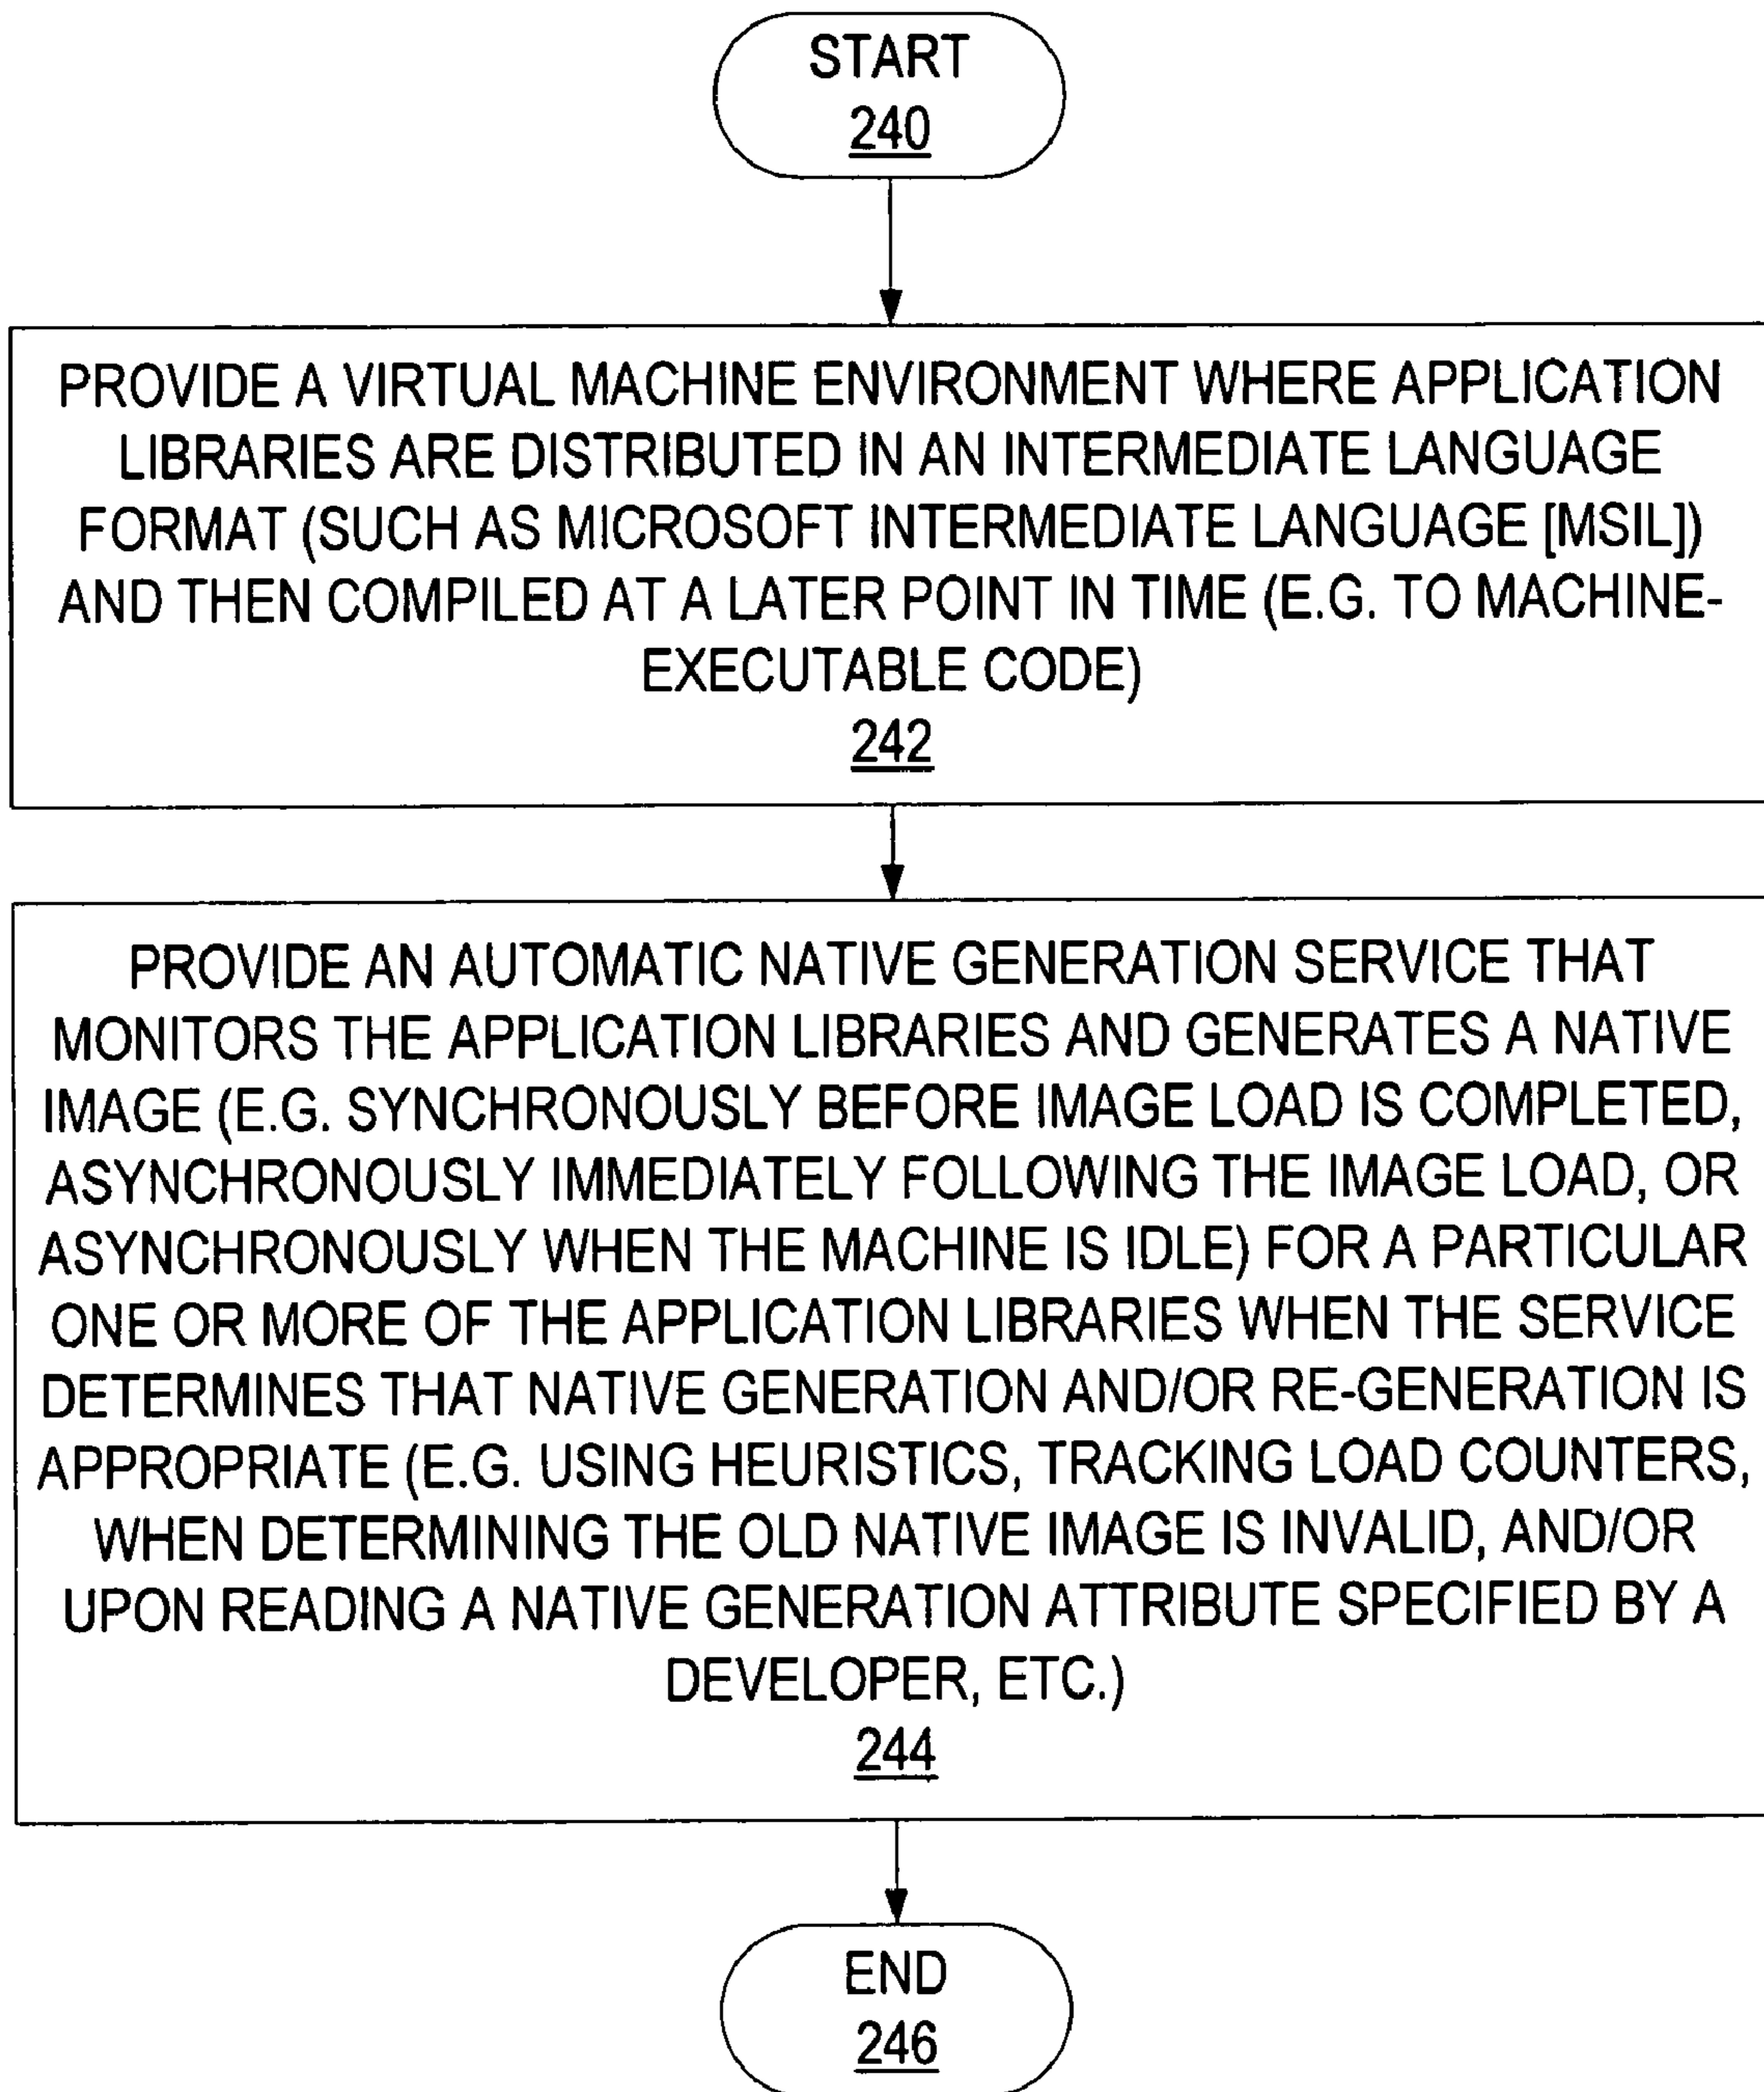 START
240
PROVIDE A VIRTUAL MACHINE ENVIRONMENT WHERE APPLICATION
LIBRARIES ARE DISTRIBUTED IN AN INTERMEDIATE LANGUAGE
FORMAT (SUCH AS MICROSOFT INTERMEDIATE LANGUAGE [MSIL])
AND THEN COMPILED AT A LATER POINT IN TIME (E.G. TO MACHINE-
EXECUTABLE CODE)
242
PROVIDE AN AUTOMATIC NATIVE GENERATION SERVICE THAT
MONITORS THE APPLICATION LIBRARIES AND GENERATES A NATIVE
IMAGE (E.G. SYNCHRONOUSLY BEFORE IMAGE LOAD IS COMPLETED,
ASYNCHRONOUSLY IMMEDIATELY FOLLOWING THE IMAGE LOAD, OR
ASYNCHRONOUSLY WHEN THE MACHINE IS IDLE) FOR A PARTICULAR
ONE OR MORE OF THE APPLICATION LIBRARIES WHEN THE SERVICE
DETERMINES THAT NATIVE GENERATION AND/OR RE-GENERATION IS
APPROPRIATE (E.G. USING HEURISTICS, TRACKING LOAD COUNTERS,
WHEN DETERMINING THE OLD NATIVE IMAGE IS INVALID, AND/OR
UPON READING A NATIVE GENERATION ATTRIBUTE SPECIFIED BY A
DEVELOPER, ETC.)
244
END
246